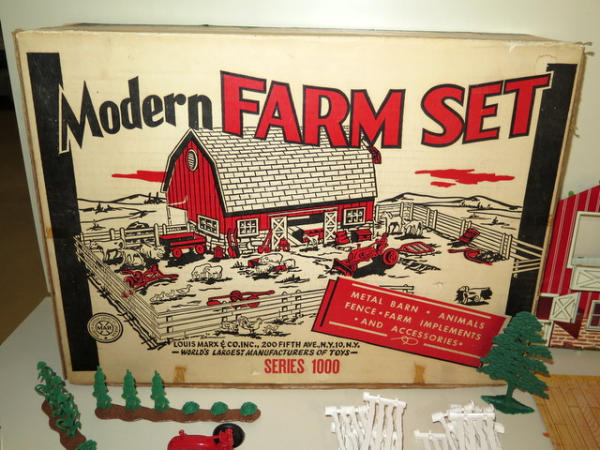 Modern FARM SET
METAL BARN • ANIMALS
FENCE • FARM IMPLEMENTS
• AND ACCESSORIES •
MAR
LOUIS MARX & CO. INC., 200 FIFTH AVE., N.Y. 10, N.Y.
— WORLD'S LARGEST MANUFACTURERS OF TOYS —
SERIES 1000